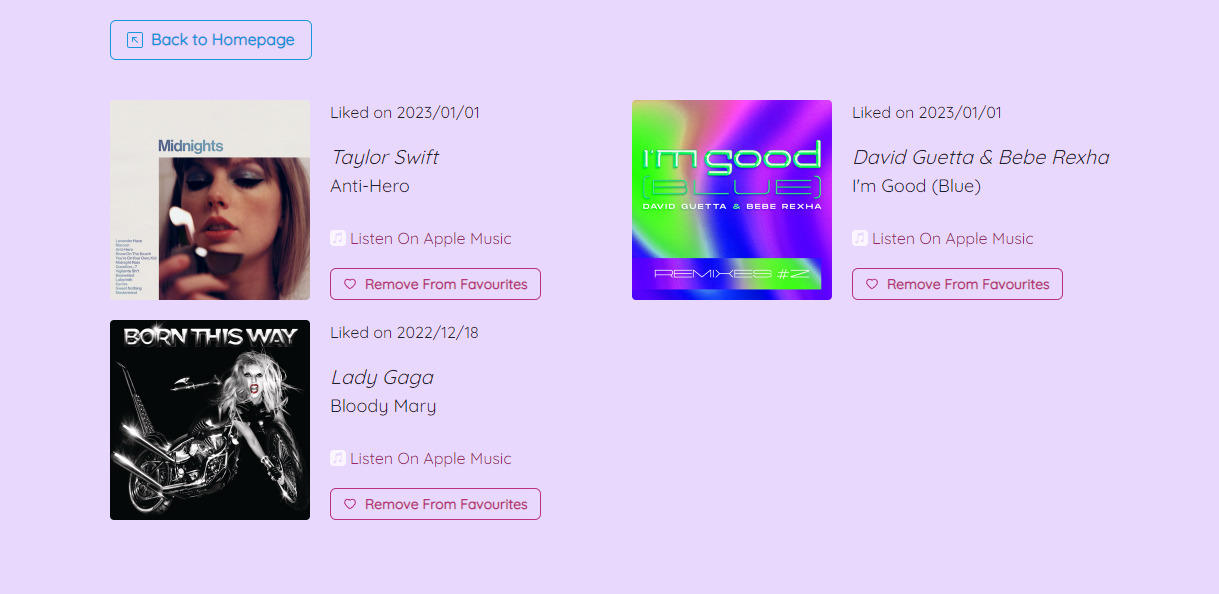 Back to Homepage
Midnights
Liked on 2023/01/01
Taylor Swift
Anti-Hero
Listen On Apple Music
Remove From Favourites
I'm good
(BLUE)
DAVID GUETTA & BEBE REXHA
REMIXES #2
Liked on 2023/01/01
David Guetta & Bebe Rexha
I'm Good (Blue)
Listen On Apple Music
Remove From Favourites
BORN THIS WAY
Liked on 2022/12/18
Lady Gaga
Bloody Mary
Listen On Apple Music
Remove From Favourites